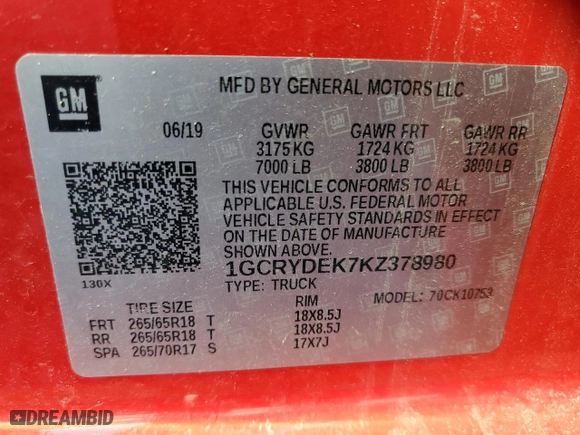 GM
MFD BY GENERAL MOTORS LLC
06/19 GVWR GAWR FRT GAWR RR
3175 KG 1724 KG 1724 KG
7000 LB 3800 LB 3800 LB
THIS VEHICLE CONFORMS TO ALL
APPLICABLE U.S. FEDERAL MOTOR
VEHICLE SAFETY STANDARDS IN EFFECT
ON THE DATE OF MANUFACTURE
SHOWN ABOVE.
1GCRYDEK7KZ378980
130X
TYPE: TRUCK MODEL: 70CK10753
TIRE SIZE RIM
FRT 265/65R18 T 18X8.5J
RR 265/65R18 T 18X8.5J
SPA 265/70R17 S 17X7J
DREAMBID